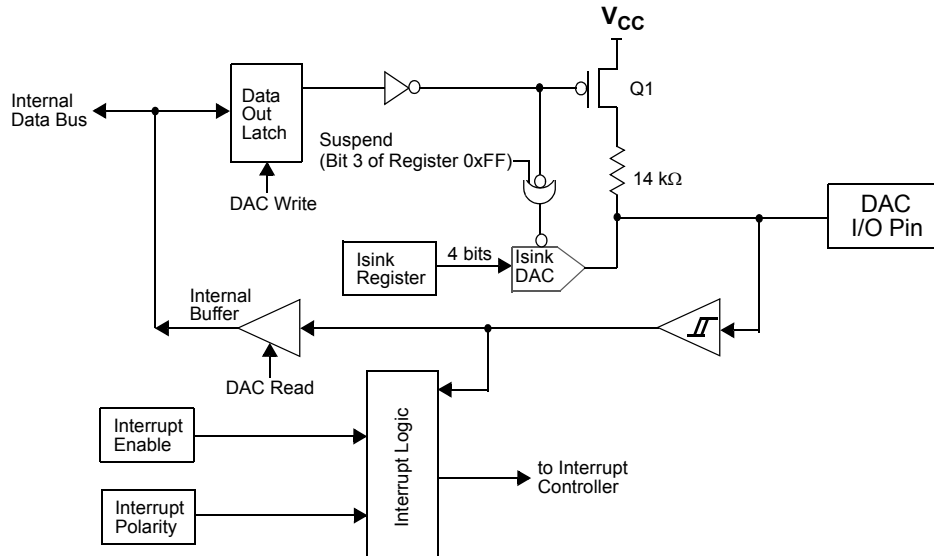 VCC
Internal
Data Bus
Data
Out
Latch
Q1
Suspend
(Bit 3 of Register 0xFF)
14 kΩ
DAC Write
DAC
I/O Pin
Isink
Register
4 bits
Isink
DAC
Internal
Buffer
DAC Read
Interrupt
Enable
Interrupt Logic
to Interrupt
Controller
Interrupt
Polarity